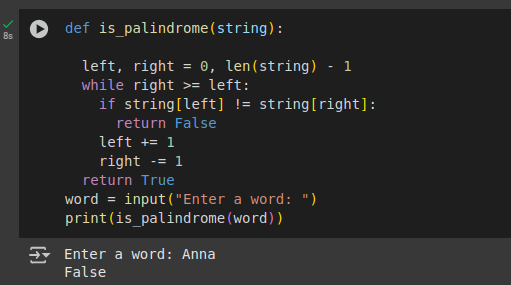 def is_palindrome(string):
  left, right = 0, len(string) - 1
  while right >= left:
    if string[left] != string[right]:
      return False
    left += 1
    right -= 1
  return True
word = input("Enter a word: ")
print(is_palindrome(word))
8s
Enter a word: Anna
False